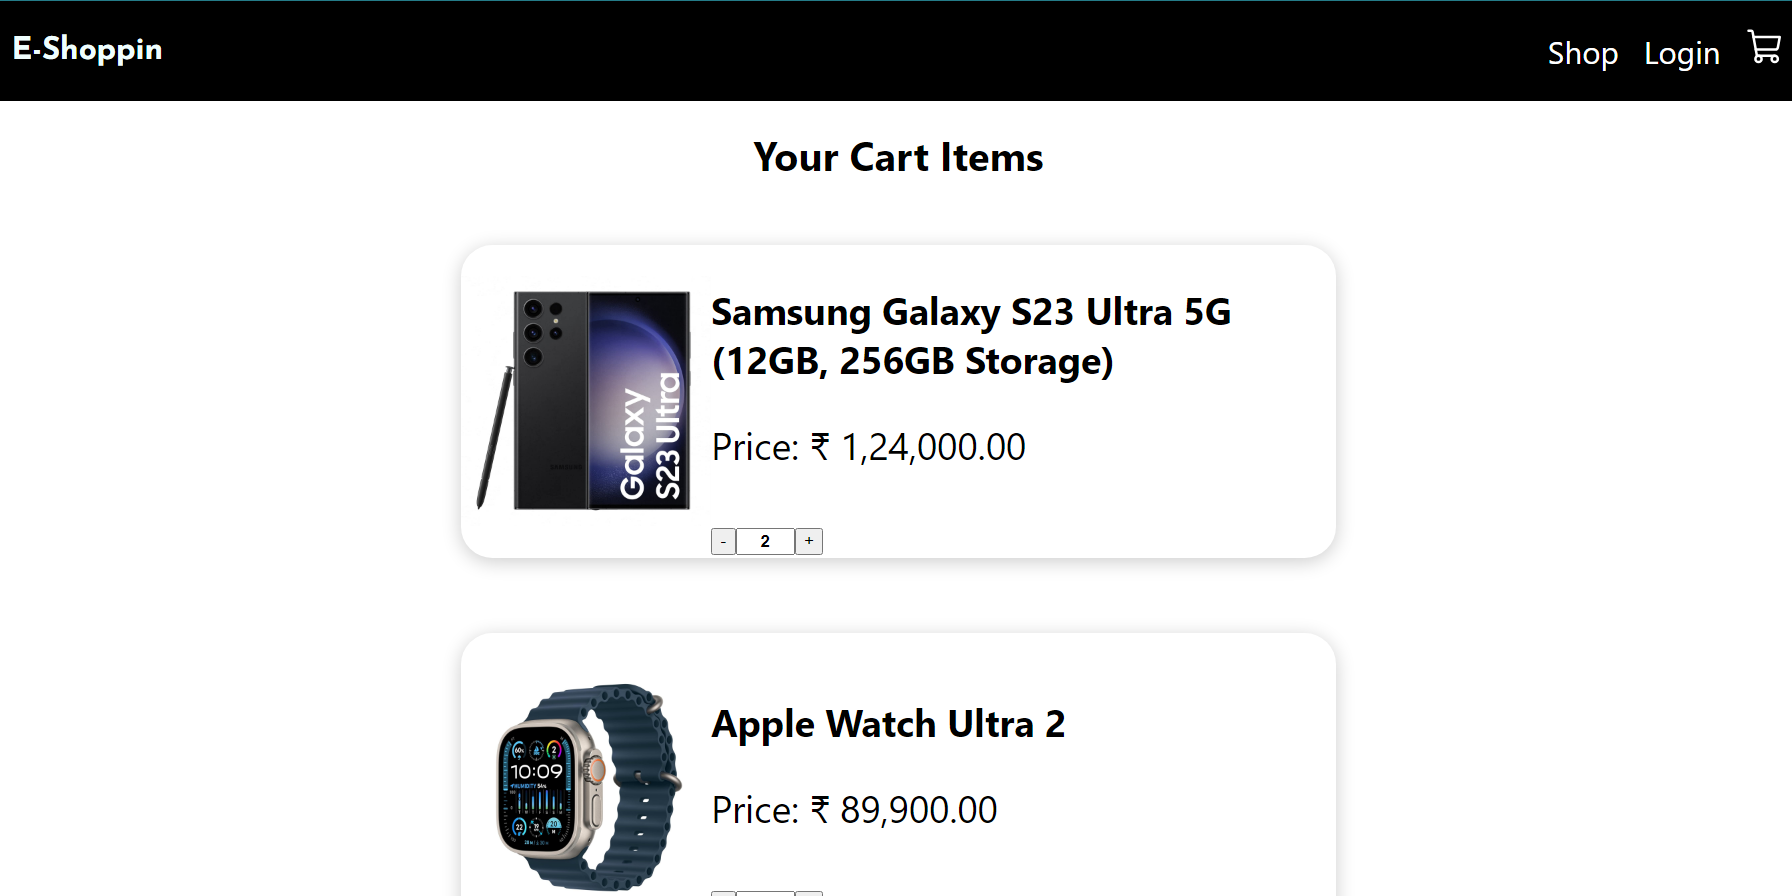 E-Shoppin
Shop Login
Your Cart Items
Samsung Galaxy S23 Ultra 5G
(12GB, 256GB Storage)
Galaxy
S23 Ultra
Price: ₹ 1,24,000.00
- 2 +
Apple Watch Ultra 2
10:09
Price: ₹ 89,900.00